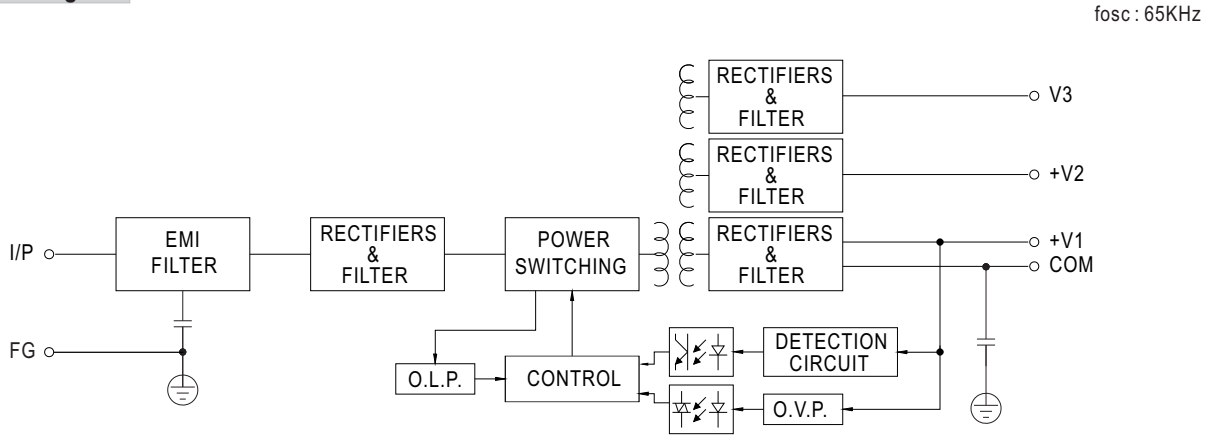 fosc : 65KHz
RECTIFIERS
&
FILTER
V3
RECTIFIERS
&
FILTER
+V2
I/P
EMI
FILTER
RECTIFIERS
&
FILTER
POWER
SWITCHING
RECTIFIERS
&
FILTER
+V1
COM
FG
O.L.P.
CONTROL
DETECTION
CIRCUIT
O.V.P.